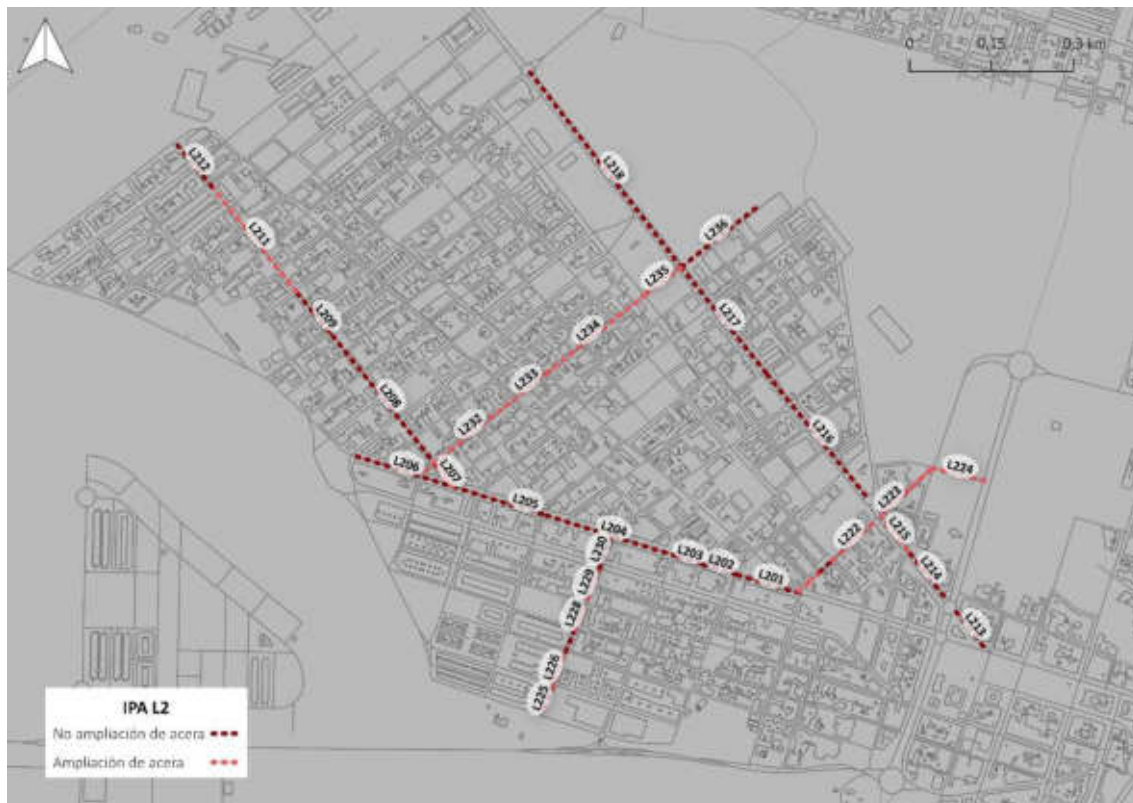 0 0,15 0,3 km
L218
L212
L236
L211
L235
L209
L217
L234
L233
L208
L232
L216
L206
L207
L224
L223
L205
L204
L222
L215
L230
L203
L202
L214
L201
L229
L228
L213
L226
L225
IPA L2
No ampliación de acera
Ampliación de acera